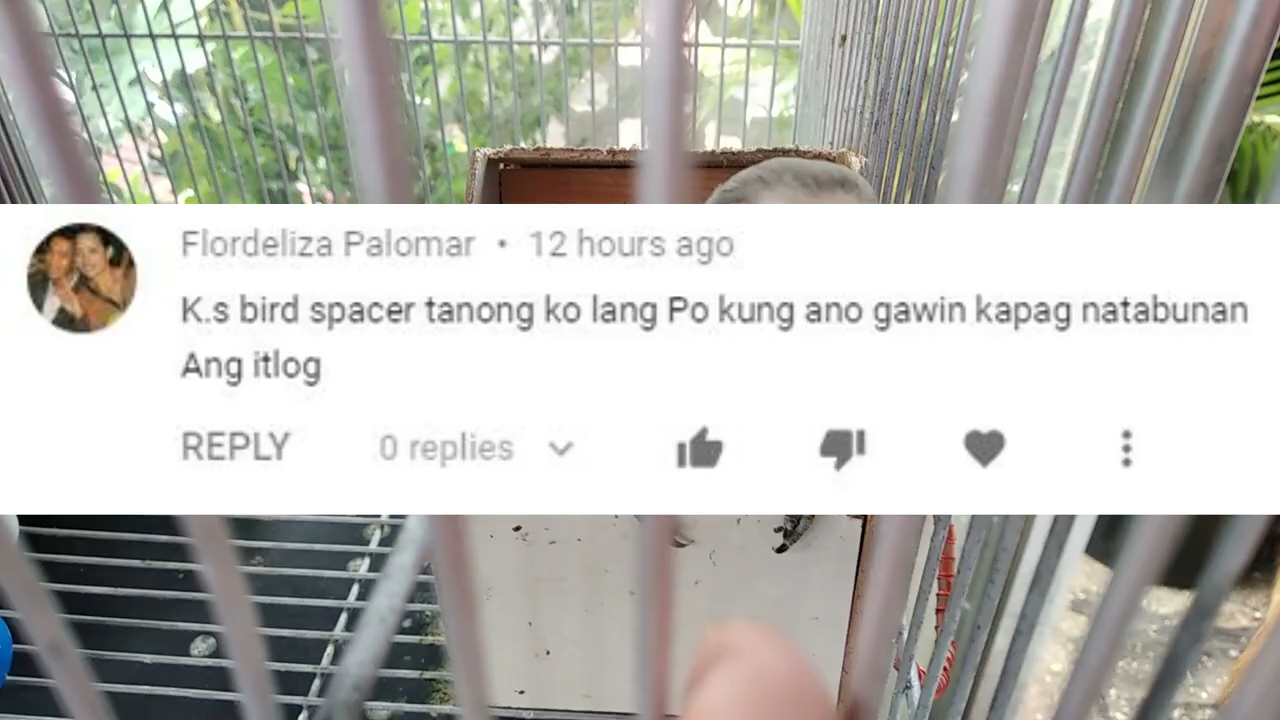 Flordeliza Palomar • 12 hours ago
K.s bird spacer tanong ko lang Po kung ano gawin kapag natabunan
Ang itlog
REPLY 0 replies